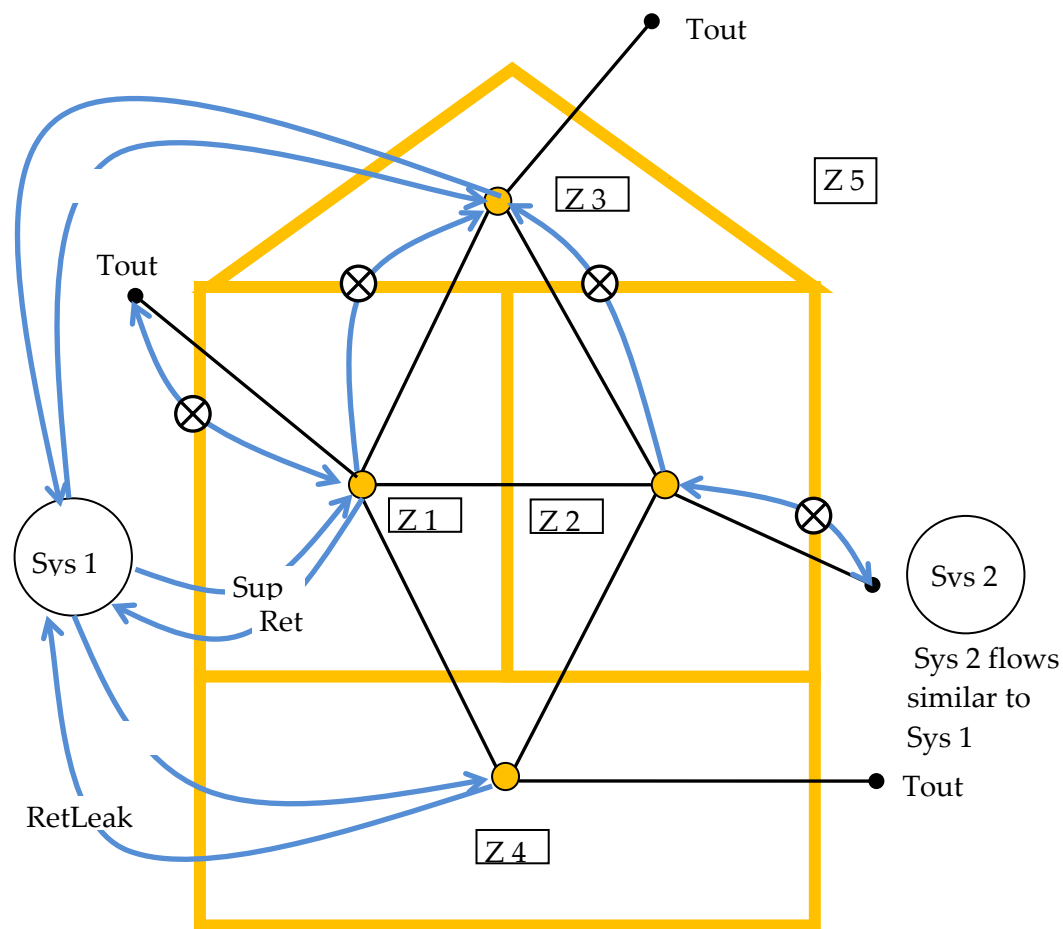 Tout
Z 5
Z 3
Tout
Z 1
Z 2
Sys 1
Sup
Ret
Svs 2
Sys 2 flows
similar to
Sys 1
Tout
RetLeak
Z 4